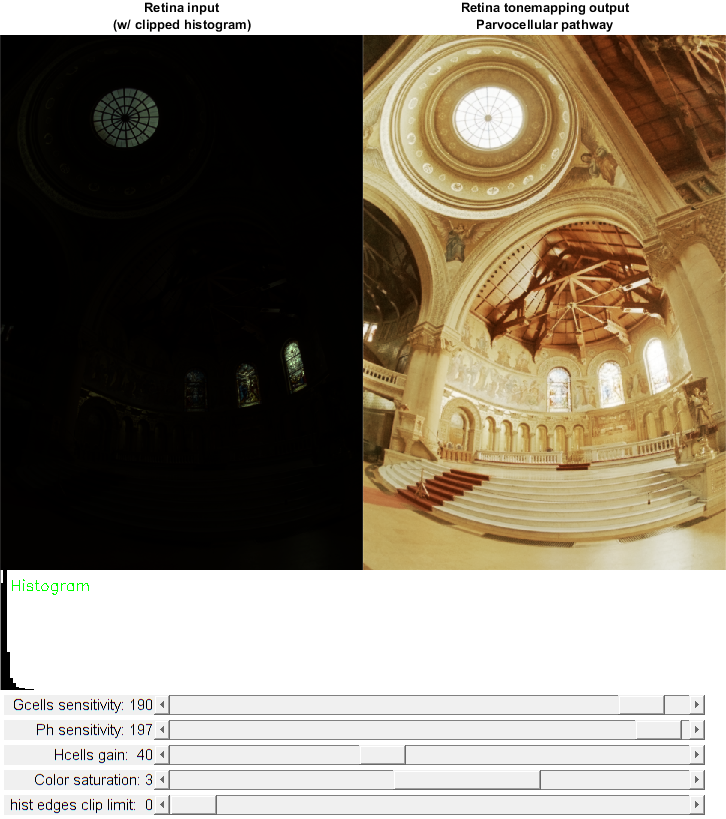 Retina input
(w/ clipped histogram)
Retina tonemapping output
Parvocellular pathway
Histogram
Gcells sensitivity: 190
Ph sensitivity: 197
Hcells gain: 40
Color saturation: 3
hist edges clip limit: 0